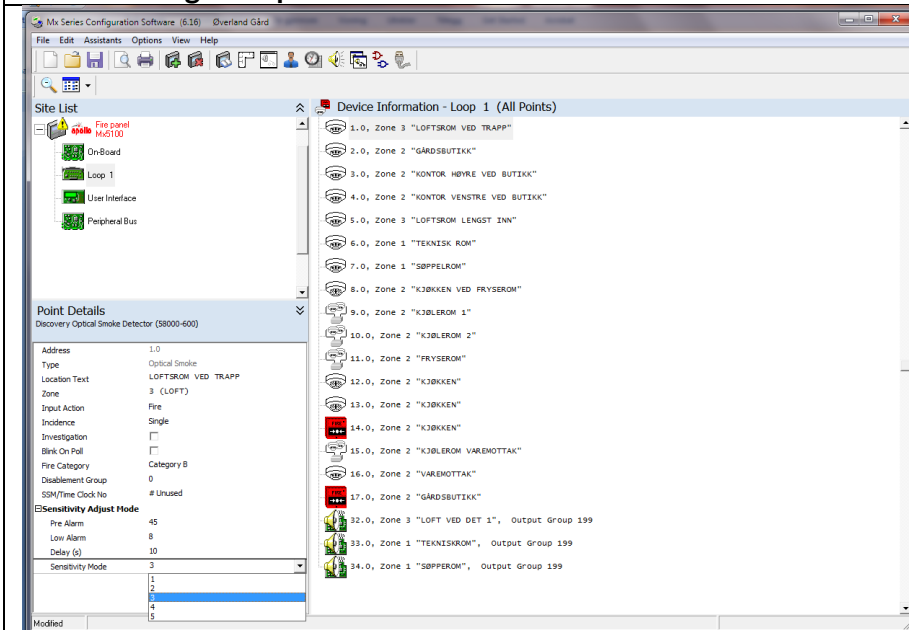 Mx Series Configuration Software (6.16) Øverland Gård
File Edit Assistants Options View Help
Site List
Fire panel
apollo Mx5100
On-Board
Loop 1
User Interface
Peripheral Bus
Point Details
Discovery Optical Smoke Detector (58000-600)
Address 1.0
Type Optical Smoke
Location Text LOFTSROM VED TRAPP
Zone 3 (LOFT)
Input Action Fire
Incidence Single
Investigation
Blink On Poll
Fire Category Category B
Disablement Group 0
SSM/Time Clock No # Unused
Sensitivity Adjust Mode
Pre Alarm 45
Low Alarm 8
Delay (s) 10
Sensitivity Mode 3
1
2
3
4
5
Modified
Device Information - Loop 1 (All Points)
1.0, Zone 3 "LOFTSROM VED TRAPP"
2.0, Zone 2 "GÅRDSBUTIKK"
3.0, Zone 2 "KONTOR HØYRE VED BUTIKK"
4.0, Zone 2 "KONTOR VENSTRE VED BUTIKK"
5.0, Zone 3 "LOFTSROM LENGST INN"
6.0, Zone 1 "TEKNISK ROM"
7.0, Zone 1 "SØPPELROM"
8.0, Zone 2 "KJØKKEN VED FRYSEROM"
9.0, Zone 2 "KJØLEROM 1"
10.0, Zone 2 "KJØLEROM 2"
11.0, Zone 2 "FRYSEROM"
12.0, Zone 2 "KJØKKEN"
13.0, Zone 2 "KJØKKEN"
14.0, Zone 2 "KJØKKEN"
15.0, Zone 2 "KJØLEROM VAREMOTTAK"
16.0, Zone 2 "VAREMOTTAK"
17.0, Zone 2 "GÅRDSBUTIKK"
32.0, Zone 3 "LOFT VED DET 1", Output Group 199
33.0, Zone 1 "TEKNISKROM", Output Group 199
34.0, Zone 1 "SØPPEROM", Output Group 199